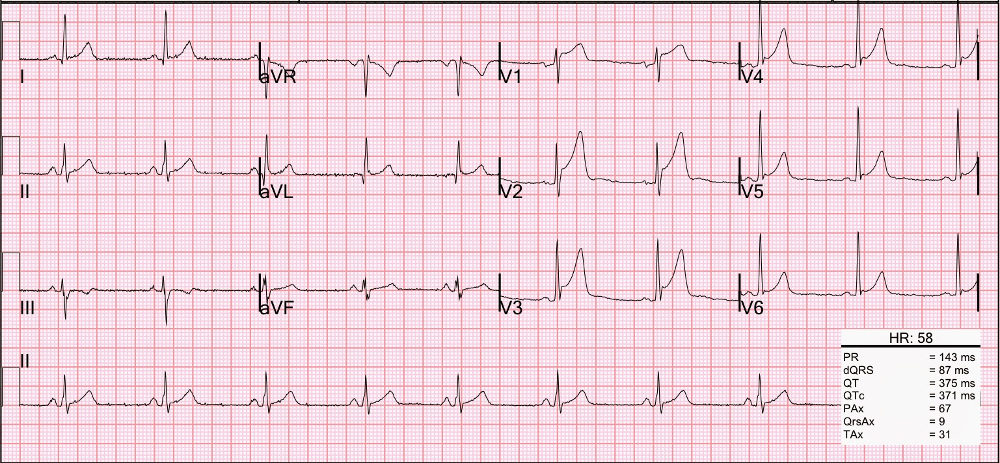 I aVR V1 V4
II aVL V2 V5
III aVF V3 V6
II
HR: 58
PR = 143 ms
dQRS = 87 ms
QT = 375 ms
QTc = 371 ms
PAx = 67
QrsAx = 9
TAx = 31